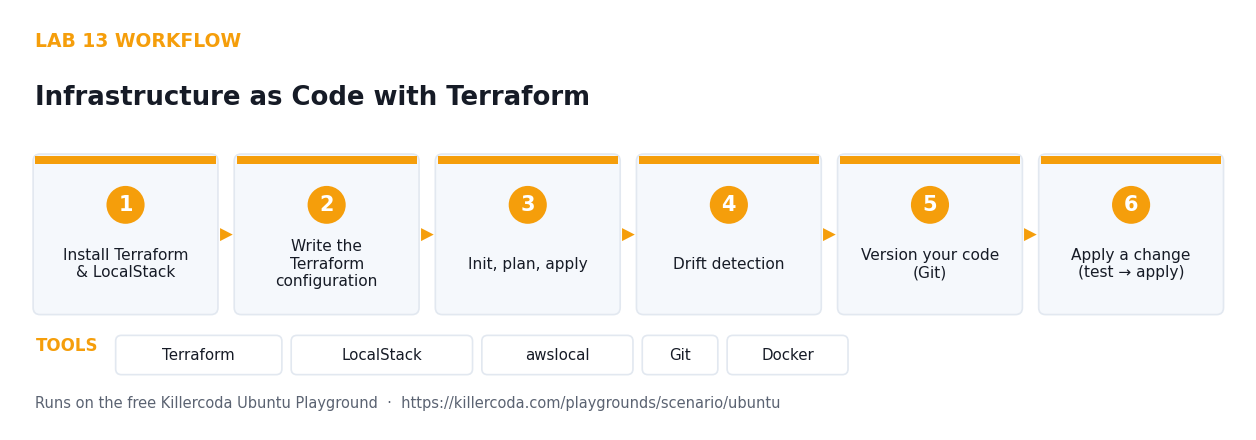 LAB 13 WORKFLOW
Infrastructure as Code with Terraform
1
Install Terraform
& LocalStack
2
Write the
Terraform
configuration
3
Init, plan, apply
4
Drift detection
5
Version your code
(Git)
6
Apply a change
(test → apply)
TOOLS
Terraform
LocalStack
awslocal
Git
Docker
Runs on the free Killercoda Ubuntu Playground · https://killercoda.com/playgrounds/scenario/ubuntu